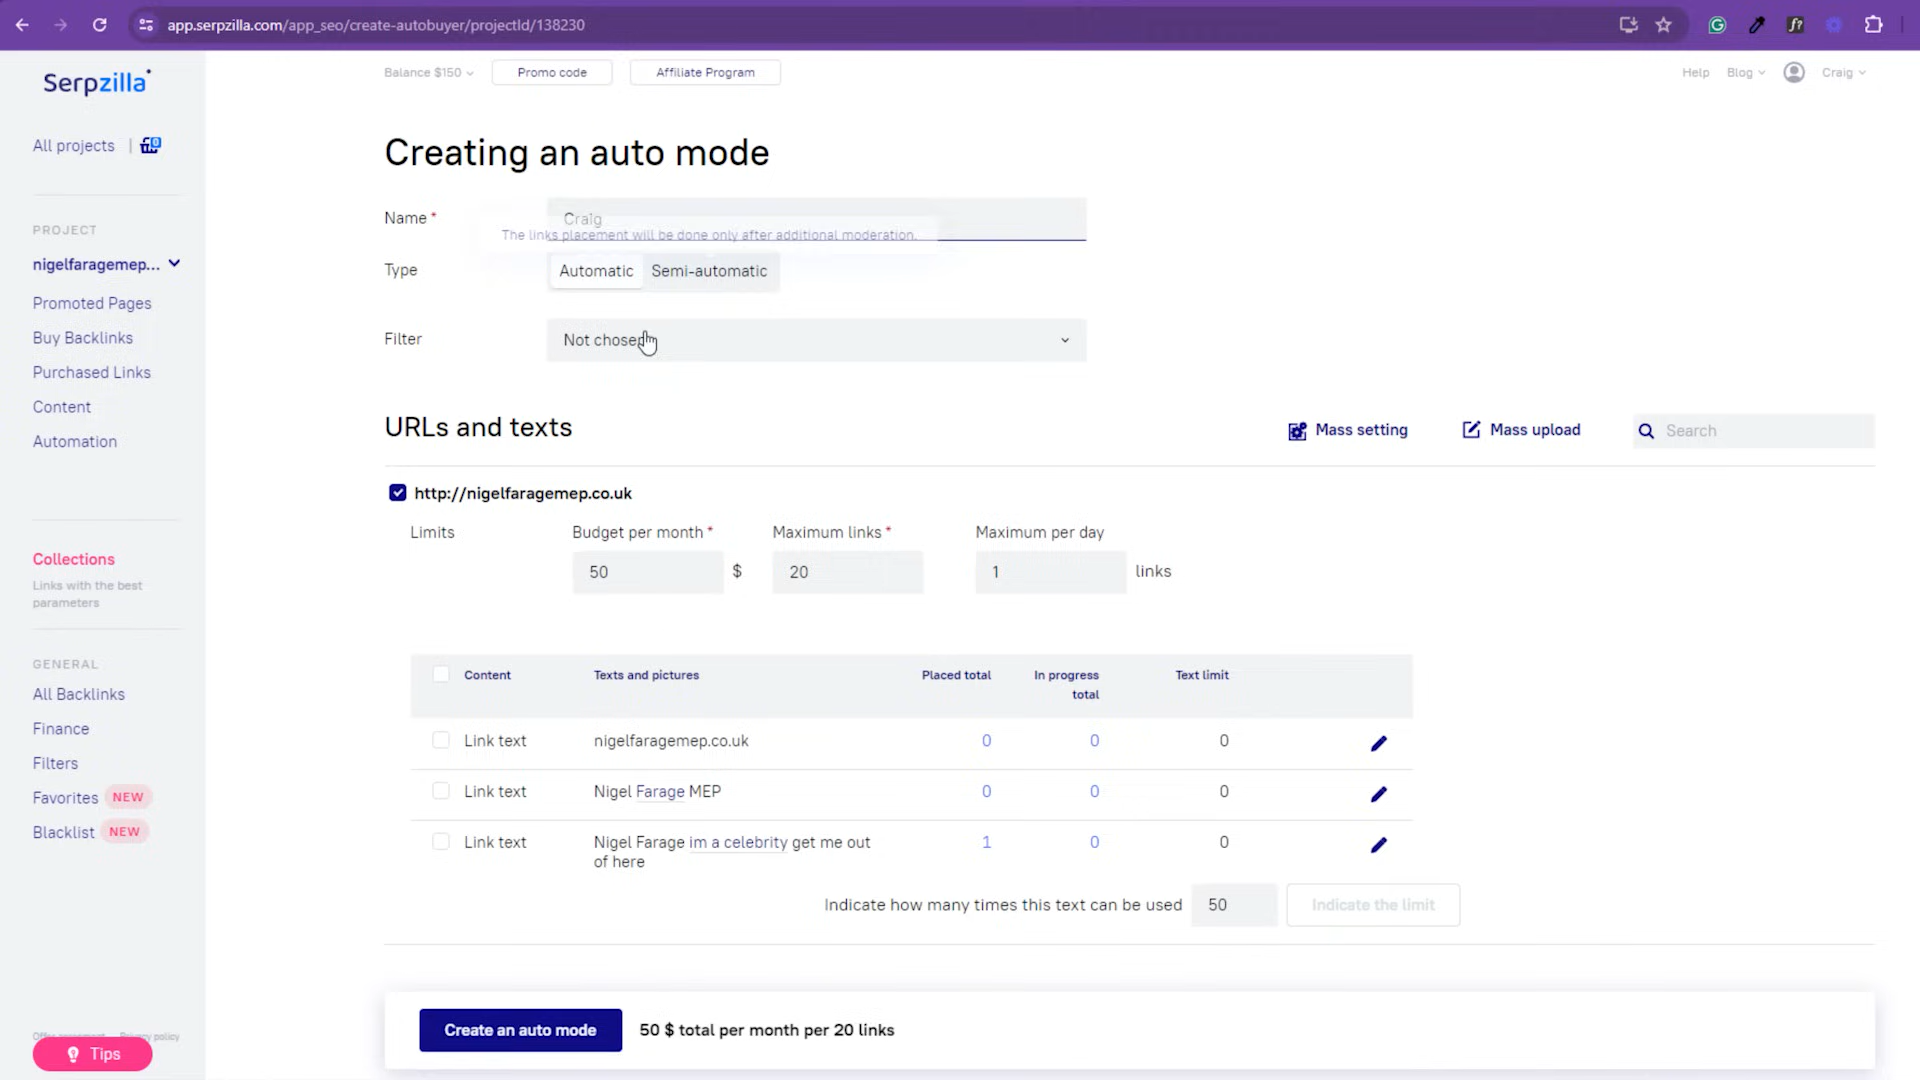 app.serpzilla.com/app_seo/create-autobuyer/projectId/138230
Serpzilla
Balance $150
Promo code
Affiliate Program
Help
Blog
Craig
All projects
0
Creating an auto mode
Name *
Craig
The links placement will be done only after additional moderation.
Type
Automatic
Semi-automatic
Filter
Not chosen
PROJECT
nigelfaragemep...
Promoted Pages
Buy Backlinks
Purchased Links
Content
Automation
Collections
Links with the best
parameters
GENERAL
All Backlinks
Finance
Filters
Favorites NEW
Blacklist NEW
Offer agreement Privacy policy
Tips
URLs and texts
Mass setting
Mass upload
Search
http://nigelfaragemep.co.uk
Limits
Budget per month *
Maximum links *
Maximum per day
50 $
20
1 links
Content
Texts and pictures
Placed total
In progress
total
Text limit
Link text nigelfaragemep.co.uk 0 0 0
Link text Nigel Farage MEP 0 0 0
Link text Nigel Farage im a celebrity get me out 1 0 0
of here
Indicate how many times this text can be used 50 Indicate the limit
Create an auto mode
50 $ total per month per 20 links